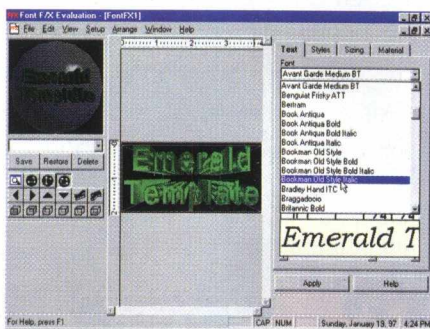 Font F/X Evaluation - [FontFX1]
File Edit View Setup Arrange Window Help
Emerald
Template
Save Restore Delete
Emerald
Template
Text Styles Sizing Material
Font
Avant Garde Medium BT
Avant Garde Medium BT
Benguiat Frisky ATT
Bertram
Book Antiqua
Book Antiqua Bold
Book Antiqua Bold Italic
Book Antiqua Italic
Bookman Old Style
Bookman Old Style Bold
Bookman Old Style Bold Italic
Bookman Old Style Italic
Bradley Hand ITC
Braggadocio
Britannic Bold
Emerald T
Apply Help
For Help, press F1
CAP NUM Sunday, January 19, 97 4:24 PM